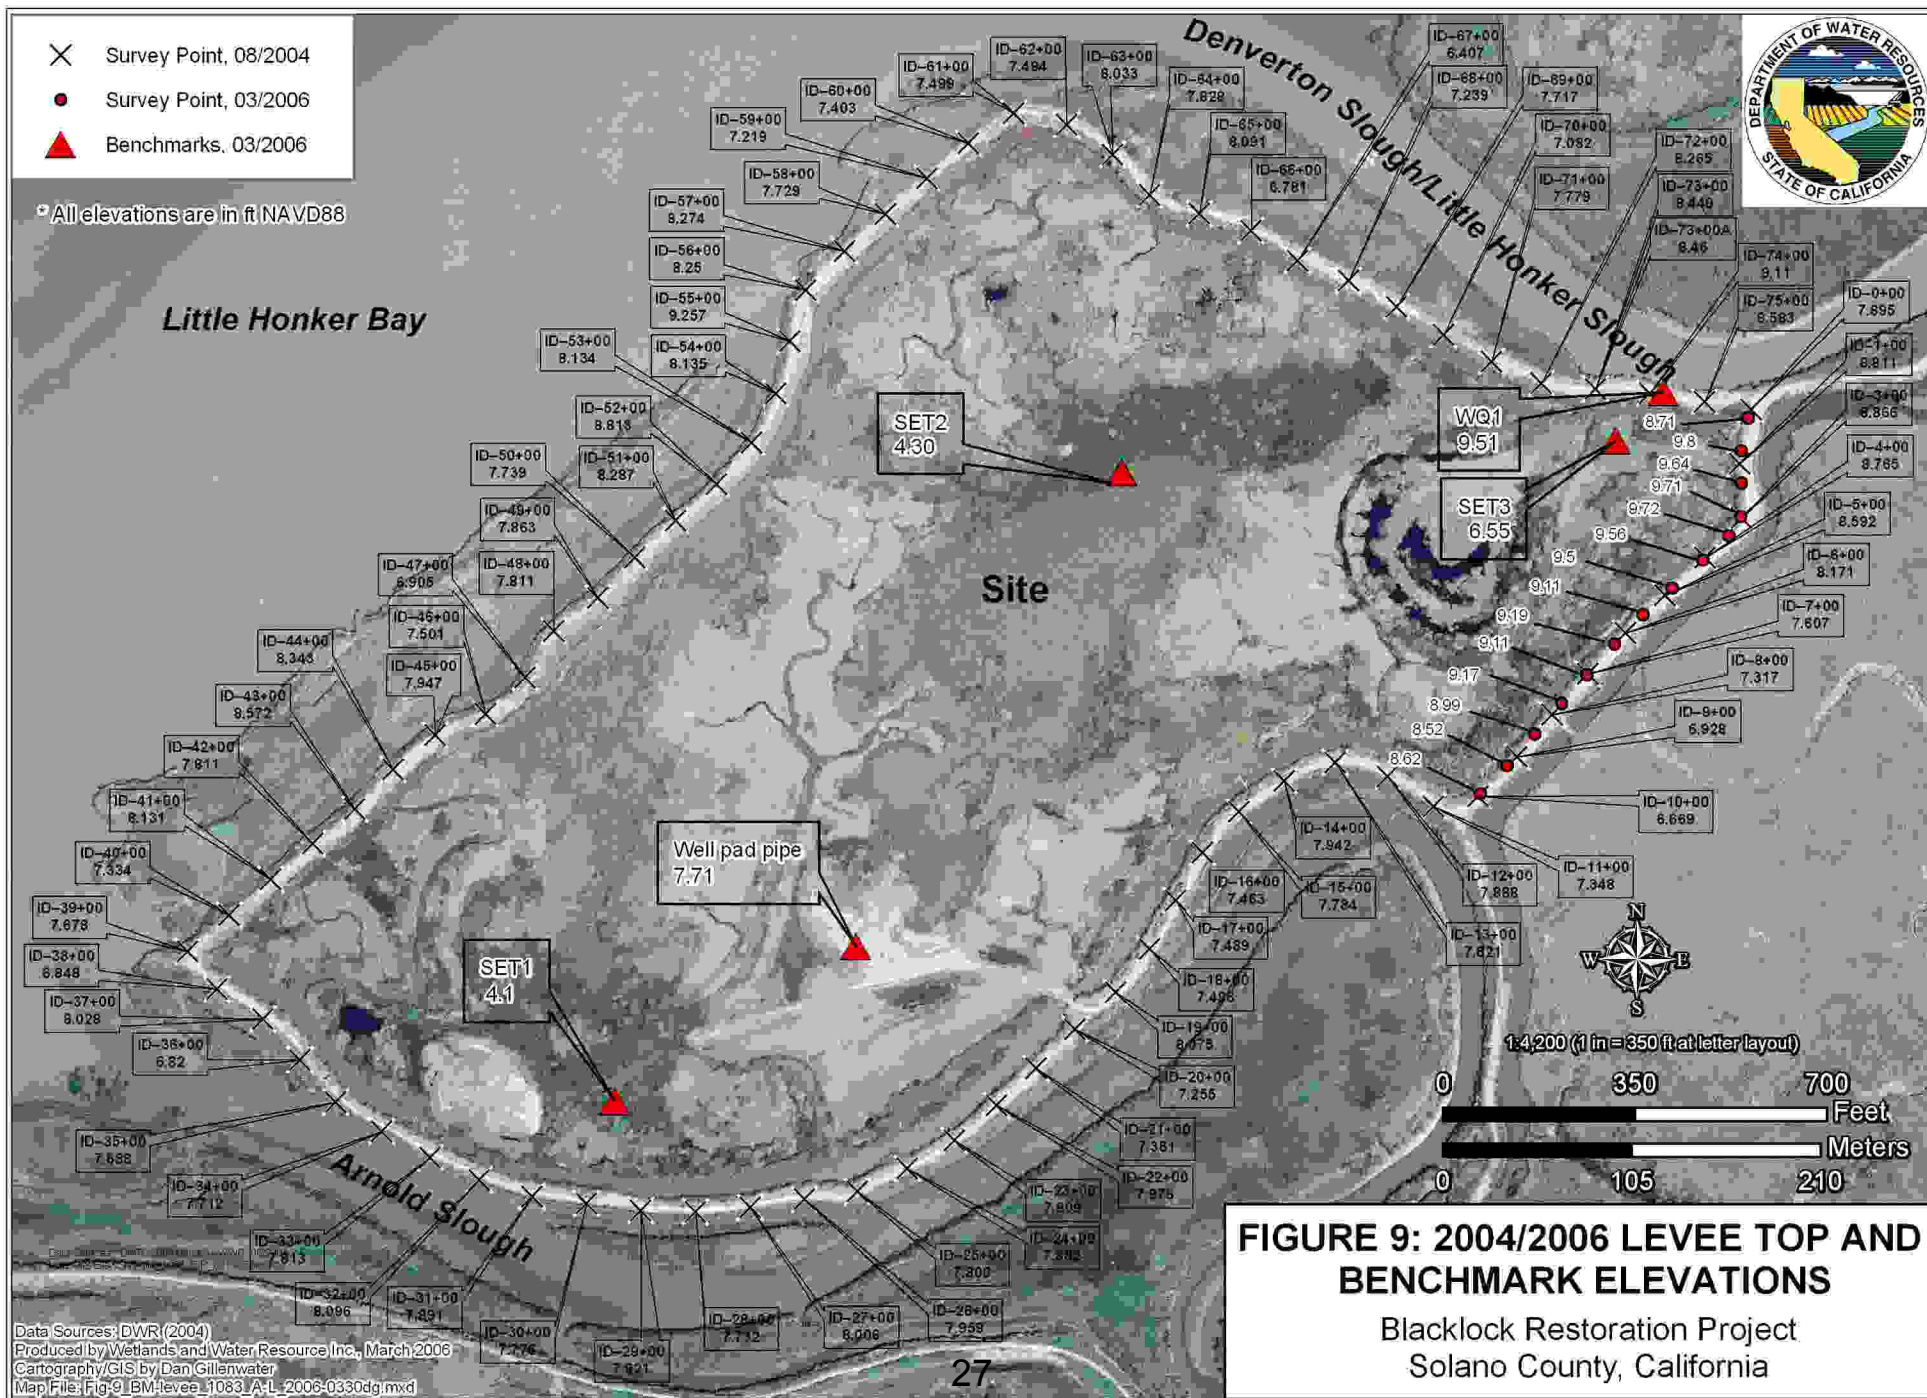 Survey Point, 08/2004
Survey Point, 03/2006
Benchmarks, 03/2006
* All elevations are in ft NAVD88
DEPARTMENT OF WATER RESOURCES
STATE OF CALIFORNIA
Denverton Slough/Little Honker Slough
Little Honker Bay
Arnold Slough
Site
SET2
4.30
WQ1
9.51
SET3
6.55
Well pad pipe
7.71
SET1
4.1
ID-67+00
6.407
ID-62+00
7.494
ID-63+00
8.033
ID-61+00
7.499
ID-64+00
7.828
ID-68+00
7.239
ID-69+00
7.717
ID-60+00
7.403
ID-59+00
7.219
ID-65+00
8.091
ID-70+00
7.082
ID-72+00
8.265
ID-58+00
7.729
ID-66+00
6.781
ID-71+00
7.779
ID-73+00
8.440
ID-57+00
8.274
ID-73+00A
8.46
ID-56+00
8.25
ID-74+00
9.11
ID-55+00
9.257
ID-75+00
8.583
ID-0+00
7.895
ID-53+00
8.134
ID-54+00
8.135
ID-1+00
8.811
ID-52+00
8.813
ID-3+00
8.866
ID-51+00
8.287
ID-50+00
7.739
ID-4+00
8.765
ID-49+00
7.863
ID-5+00
8.592
ID-47+00
6.905
ID-48+00
7.811
ID-6+00
8.171
ID-46+00
7.501
ID-7+00
7.607
ID-44+00
8.343
ID-45+00
7.947
ID-8+00
7.317
ID-43+00
8.572
ID-9+00
6.928
ID-42+00
7.811
ID-10+00
6.669
ID-41+00
8.131
ID-40+00
7.334
ID-14+00
7.942
ID-11+00
7.348
ID-12+00
7.888
ID-16+00
7.463
ID-15+00
7.784
ID-39+00
7.678
ID-17+00
7.489
ID-13+00
7.821
ID-38+00
6.848
ID-18+00
ID-37+00
8.028
ID-19+00
8.078
ID-36+00
6.82
ID-20+00
7.255
ID-21+00
7.381
ID-35+00
ID-22+00
7.975
ID-34+00
7.712
ID-23+00
7.809
ID-33+00
7.813
ID-24+00
ID-25+00
7.800
ID-32+00
8.096
ID-31+00
7.891
ID-28+00
7.732
ID-27+00
8.006
ID-26+00
7.959
ID-30+00
7.776
ID-29+00
7.821
8.71
9.8
9.64
9.71
9.72
9.56
9.5
9.11
9.19
9.11
9.17
8.99
8.52
8.62
N
W E
S
1:4,200 (1 in = 350 ft at letter layout)
0 350 700
Feet
Meters
0 105 210
FIGURE 9: 2004/2006 LEVEE TOP AND
BENCHMARK ELEVATIONS
Blacklock Restoration Project
Solano County, California
Data Sources: DWR (2004)
Produced by Wetlands and Water Resource Inc., March 2006
Cartography/GIS by Dan Gillenwater
Map File: Fig-9_BM-levee_1083_A-L_2006-0330dg.mxd
27